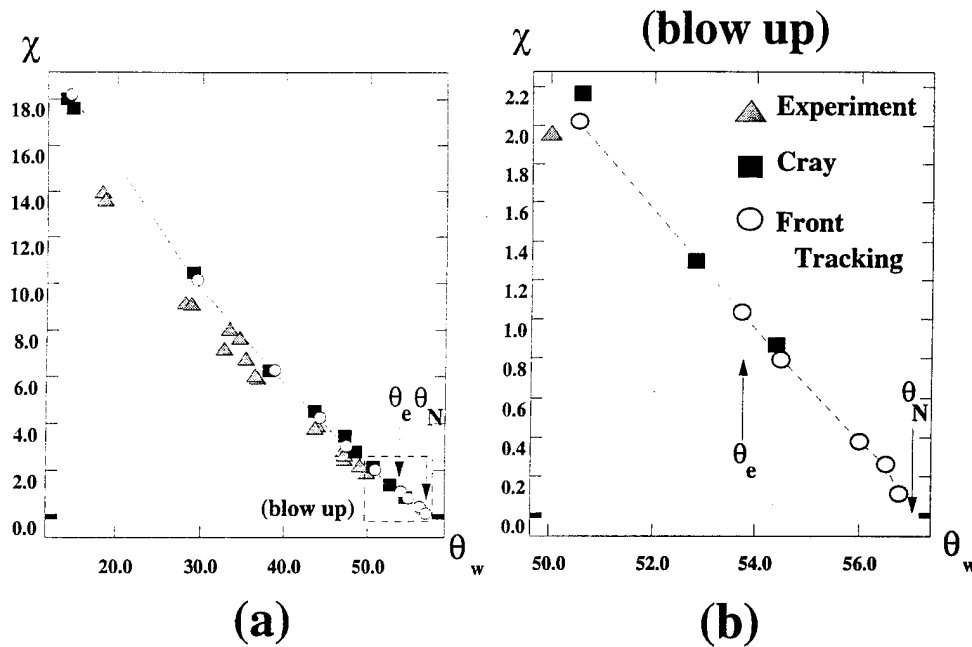 (blow up)
χ
18.0
16.0
14.0
12.0
10.0
8.0
6.0
4.0
2.0
0.0
20.0
30.0
40.0
50.0
θw
θe θN
(blow up)
(a)
χ
2.2
2.0
1.8
1.6
1.4
1.2
1.0
0.8
0.6
0.4
0.2
0.0
50.0
52.0
54.0
56.0
θw
Experiment
Cray
Front
Tracking
θe
θN
(b)